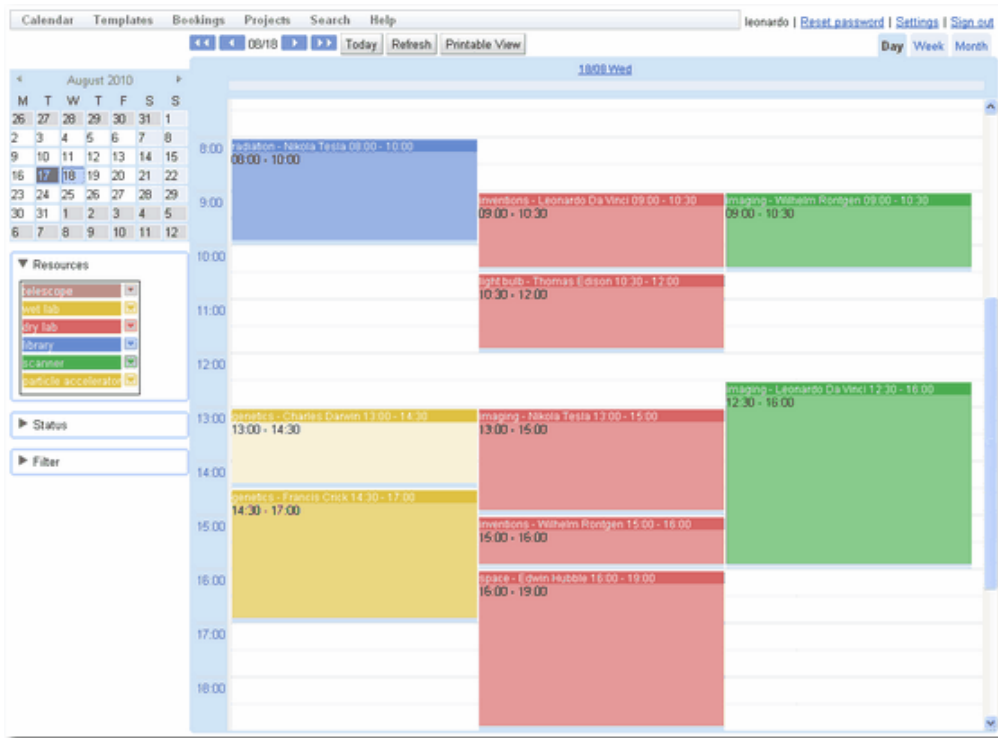 Calendar Templates Bookings Projects Search Help
leonardo | Reset password | Settings | Sign out
08/18 Today Refresh Printable View
Day Week Month
18/08 Wed
August 2010
M T W T F S S
26 27 28 29 30 31 1
2 3 4 5 6 7 8
9 10 11 12 13 14 15
16 17 18 19 20 21 22
23 24 25 26 27 28 29
30 31 1 2 3 4 5
6 7 8 9 10 11 12
Resources
telescope
wet lab
dry lab
library
scanner
particle accelerator
Status
Filter
8:00
9:00
10:00
11:00
12:00
13:00
14:00
15:00
16:00
17:00
18:00
radiation - Nikola Tesla 08:00 - 10:00
08:00 - 10:00
inventions - Leonardo Da Vinci 09:00 - 10:30
09:00 - 10:30
imaging - Wilhelm Rontgen 09:00 - 10:30
09:00 - 10:30
light bulb - Thomas Edison 10:30 - 12:00
10:30 - 12:00
imaging - Leonardo Da Vinci 12:30 - 16:00
12:30 - 16:00
genetics - Charles Darwin 13:00 - 14:30
13:00 - 14:30
imaging - Nikola Tesla 13:00 - 15:00
13:00 - 15:00
genetics - Francis Crick 14:30 - 17:00
14:30 - 17:00
inventions - Wilhelm Rontgen 15:00 - 16:00
15:00 - 16:00
space - Edwin Hubble 16:00 - 19:00
16:00 - 19:00